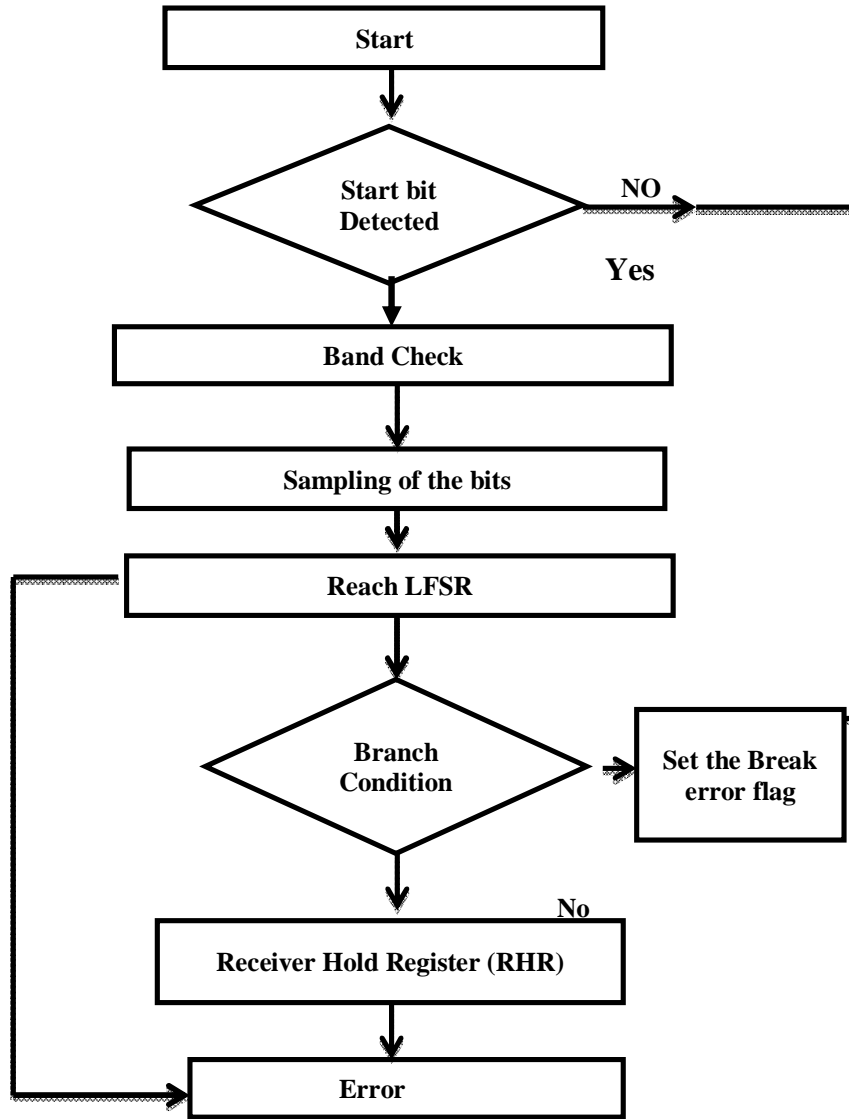 Start
Start bit
Detected
NO
Yes
Band Check
Sampling of the bits
Reach LFSR
Branch
Condition
Set the Break
error flag
No
Receiver Hold Register (RHR)
Error